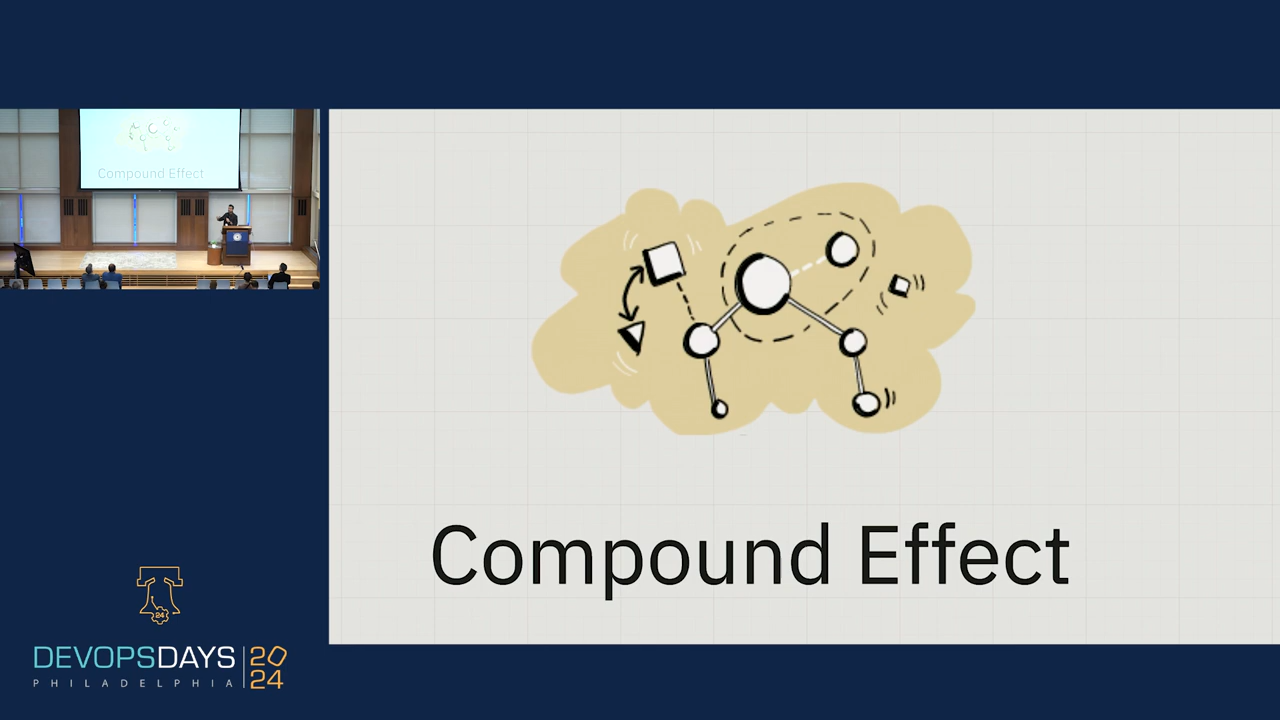 Compound Effect
Compound Effect
24
DEVOPSDAYS
PHILADELPHIA
20
24